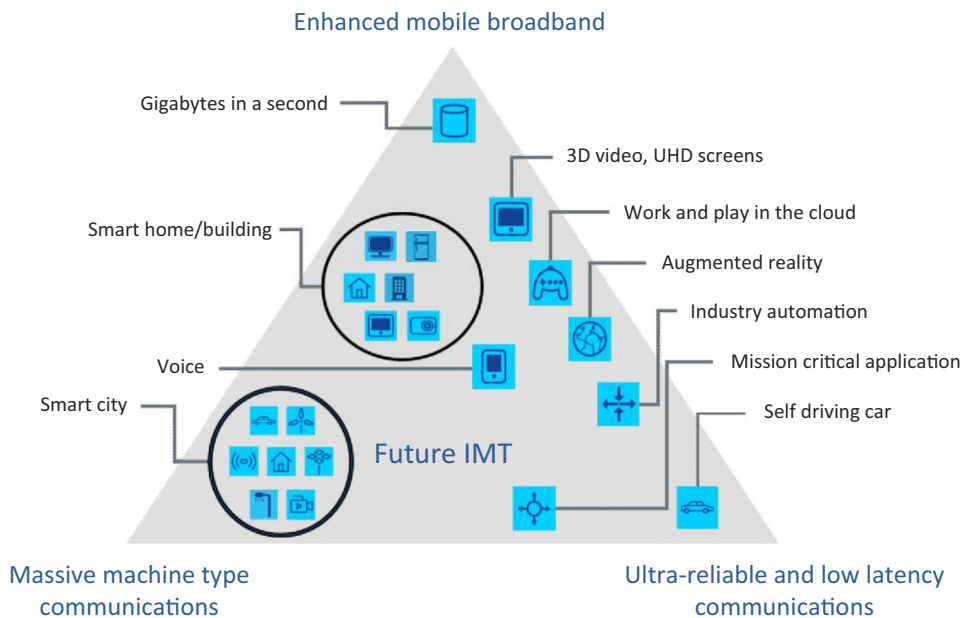 Enhanced mobile broadband
Gigabytes in a second
3D video, UHD screens
Work and play in the cloud
Smart home/building
Augmented reality
Industry automation
Mission critical application
Voice
Smart city
Self driving car
Future IMT
Massive machine type
communications
Ultra-reliable and low latency
communications